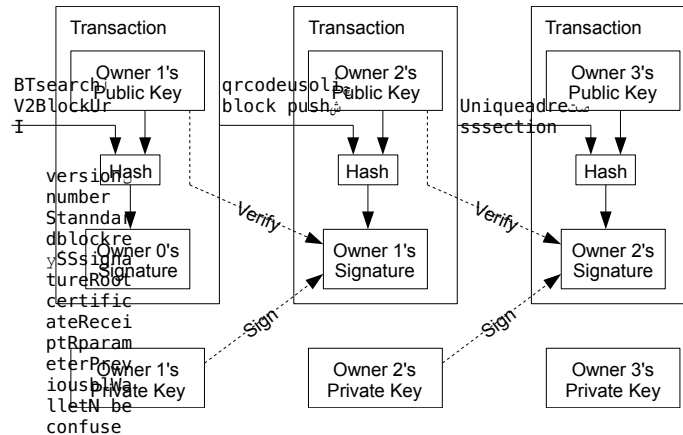 Transaction
Transaction
Transaction
Owner 1's
Public Key
Owner 2's
Public Key
Owner 3's
Public Key
BTsearch
V2BlockUr
I
qrcodeusoli
block push
Uniqueadre
sssection
Hash
Hash
Hash
version
number
Stanndar
dblockre
ySSsigna
tureRoot
certific
ateRecei
ptRparam
eterPrev
iousblWa
lletN be
confuse
Verify
Verify
Owner 0's
Signature
Owner 1's
Signature
Owner 2's
Signature
Sign
Sign
Owner 1's
Private Key
Owner 2's
Private Key
Owner 3's
Private Key